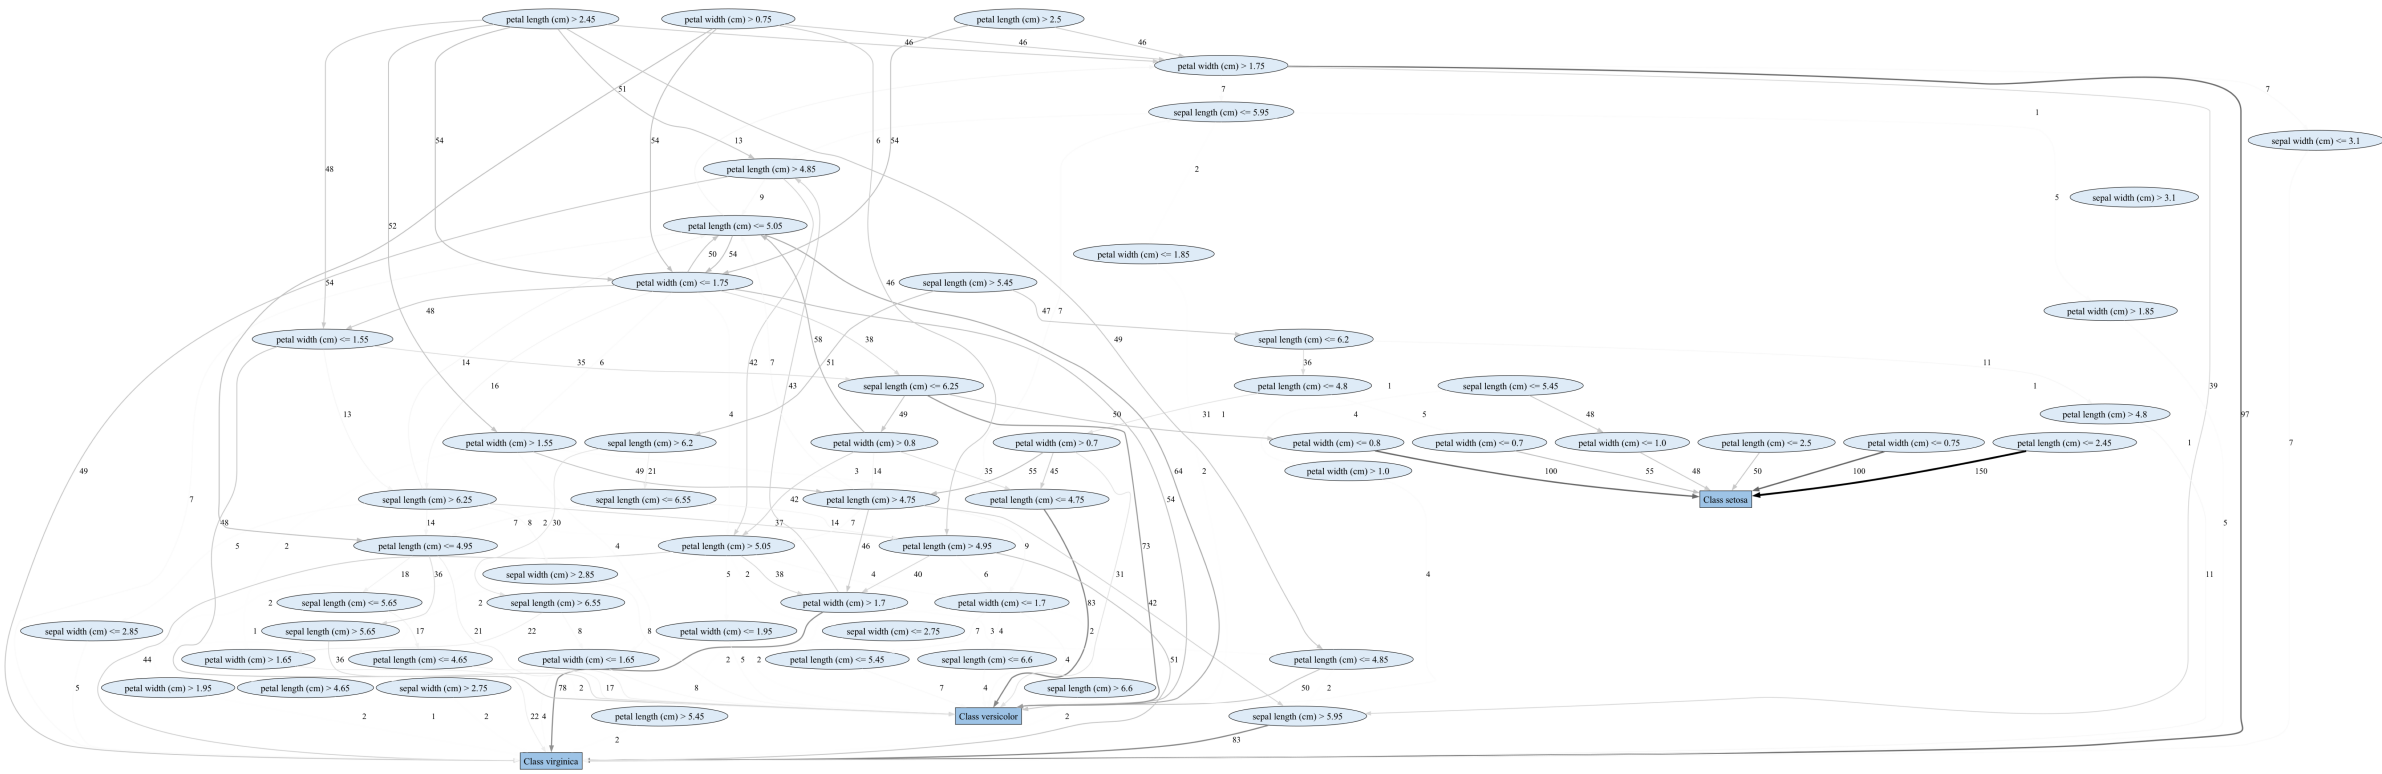 petal length (cm) > 2.45
petal width (cm) > 0.75
petal length (cm) > 2.5
46
46
46
petal width (cm) > 1.75
51
7
7
sepal length (cm) <= 5.95
1
54
54
13
6
54
sepal width (cm) <= 3.1
48
petal length (cm) > 4.85
2
9
5
sepal width (cm) > 3.1
52
petal length (cm) <= 5.05
50
54
petal width (cm) <= 1.85
54
petal width (cm) <= 1.75
46
sepal length (cm) > 5.45
48
47
7
petal width (cm) > 1.85
petal width (cm) <= 1.55
58
38
49
sepal length (cm) <= 6.2
35
6
14
42
7
51
36
11
16
43
sepal length (cm) <= 6.25
petal length (cm) <= 4.8
1
sepal length (cm) <= 5.45
1
39
13
4
49
31
1
50
4
5
48
petal length (cm) > 4.8
97
petal width (cm) > 1.55
sepal length (cm) > 6.2
petal width (cm) > 0.8
petal width (cm) > 0.7
petal width (cm) <= 0.8
petal width (cm) <= 0.7
petal width (cm) <= 1.0
petal length (cm) <= 2.5
petal width (cm) <= 0.75
petal length (cm) <= 2.45
1
7
49
49
21
3
14
35
55
45
64
2
petal width (cm) > 1.0
100
55
48
50
100
150
sepal length (cm) > 6.25
sepal length (cm) <= 6.55
42
petal length (cm) > 4.75
petal length (cm) <= 4.75
54
Class setosa
7
48
14
7
8
2
30
37
14
7
5
5
2
petal length (cm) <= 4.95
4
petal length (cm) > 5.05
46
petal length (cm) > 4.95
9
73
18
36
sepal width (cm) > 2.85
5
2
38
4
40
6
31
4
11
2
sepal length (cm) <= 5.65
2
sepal length (cm) > 6.55
petal width (cm) > 1.7
petal width (cm) <= 1.7
83
42
sepal width (cm) <= 2.85
1
sepal length (cm) > 5.65
17
21
22
8
8
petal width (cm) <= 1.95
sepal width (cm) <= 2.75
7
3
4
2
44
petal width (cm) > 1.65
36
petal length (cm) <= 4.65
petal width (cm) <= 1.65
2
5
2
petal length (cm) <= 5.45
sepal length (cm) <= 6.6
4
51
petal length (cm) <= 4.85
5
petal width (cm) > 1.95
petal length (cm) > 4.65
sepal width (cm) > 2.75
78
2
17
8
7
4
sepal length (cm) > 6.6
50
2
2
1
2
22
4
petal length (cm) > 5.45
Class versicolor
2
sepal length (cm) > 5.95
2
83
Class virginica